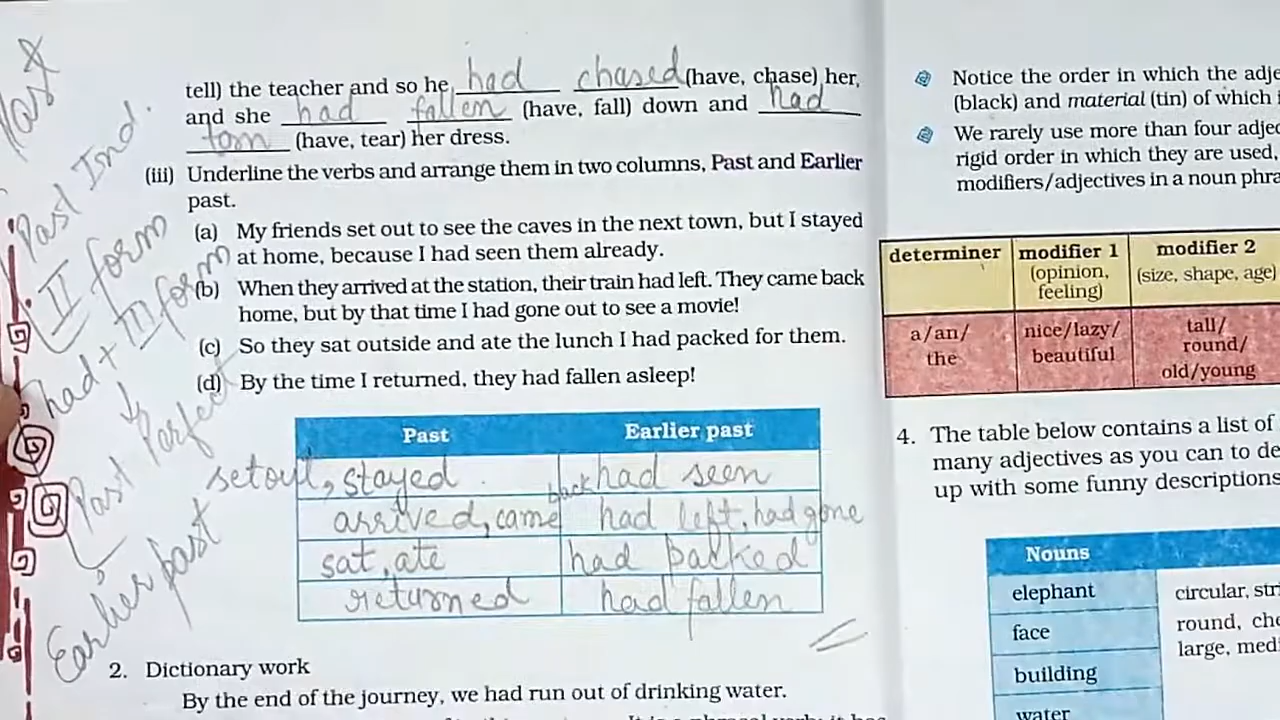 tell) the teacher and so he had chased (have, chase) her,
and she had fallen (have, fall) down and had
torn (have, tear) her dress.
(iii) Underline the verbs and arrange them in two columns, Past and Earlier
past.
(a) My friends set out to see the caves in the next town, but I stayed
at home, because I had seen them already.
(b) When they arrived at the station, their train had left. They came back
home, but by that time I had gone out to see a movie!
(c) So they sat outside and ate the lunch I had packed for them.
(d) By the time I returned, they had fallen asleep!
Past Earlier past
setout, stayed had seen
arrived, came back had left, had gone
sat, ate had packed
returned had fallen
2. Dictionary work
By the end of the journey, we had run out of drinking water.
It is a phrasal verb; it has
Past Ind.
II form
had + III form
Past Perfect
Earlier past
Notice the order in which the adje
(black) and material (tin) of which i
We rarely use more than four adjec
rigid order in which they are used,
modifiers/adjectives in a noun phra
determiner modifier 1 modifier 2
(opinion, (size, shape, age)
feeling)
a/an/ nice/lazy/ tall/
the beautiful round/
old/young
4. The table below contains a list of
many adjectives as you can to de
up with some funny descriptions
Nouns
elephant circular, stri
face round, che
large, medi
building
water